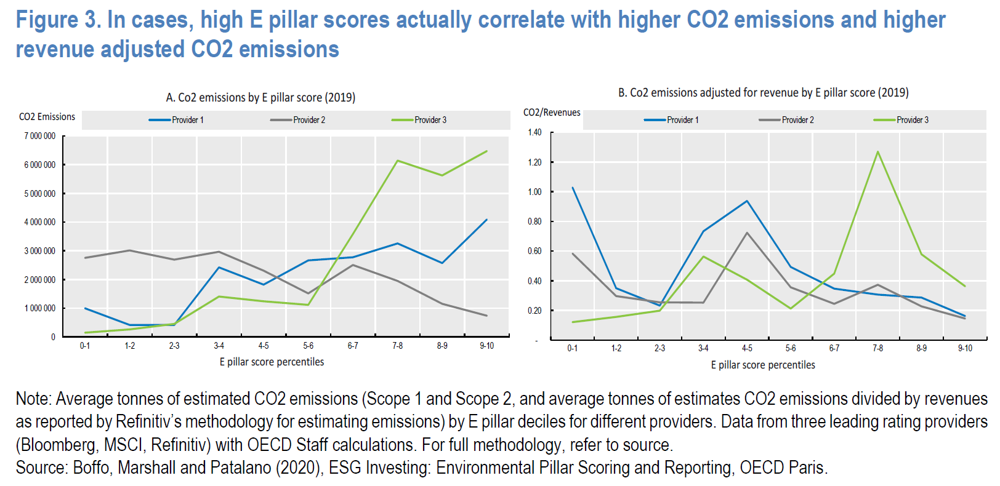 Figure 3. In cases, high E pillar scores actually correlate with higher CO2 emissions and higher
revenue adjusted CO2 emissions
A. Co2 emissions by E pillar score (2019)
CO2 Emissions
Provider 1
Provider 2
Provider 3
7 000 000
6 000 000
5 000 000
4 000 000
3 000 000
2 000 000
1 000 000
0
0-1
1-2
2-3
3-4
4-5
5-6
6-7
7-8
8-9
9-10
E pillar score percentiles
B. Co2 emissions adjusted for revenue by E pillar score (2019)
CO2/Revenues
Provider 1
Provider 2
Provider 3
1.40
1.20
1.00
0.80
0.60
0.40
0.20
-
0-1
1-2
2-3
3-4
4-5
5-6
6-7
7-8
8-9
9-10
E pillar score percentiles
Note: Average tonnes of estimated CO2 emissions (Scope 1 and Scope 2, and average tonnes of estimates CO2 emissions divided by revenues
as reported by Refinitiv's methodology for estimating emissions) by E pillar deciles for different providers. Data from three leading rating providers
(Bloomberg, MSCI, Refinitiv) with OECD Staff calculations. For full methodology, refer to source.
Source: Boffo, Marshall and Patalano (2020), ESG Investing: Environmental Pillar Scoring and Reporting, OECD Paris.